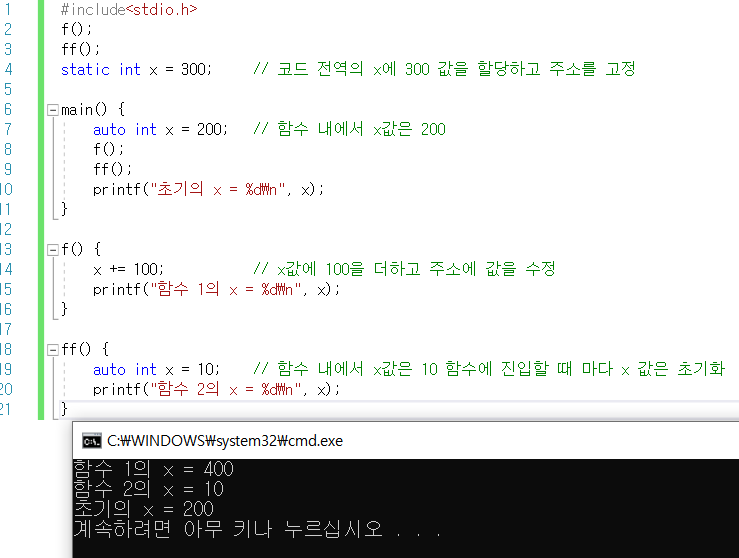 1 #include<stdio.h>
2 f();
3 ff();
4 static int x = 300; // 코드 전역의 x에 300 값을 할당하고 주소를 고정
5
6 main() {
7 auto int x = 200; // 함수 내에서 x값은 200
8 f();
9 ff();
10 printf("초기의 x = %d₩n", x);
11 }
12
13 f() {
14 x += 100; // x값에 100을 더하고 주소에 값을 수정
15 printf("함수 1의 x = %d₩n", x);
16 }
17
18 ff() {
19 auto int x = 10; // 함수 내에서 x값은 10 함수에 진입할 때 마다 x 값은 초기화
20 printf("함수 2의 x = %d₩n", x);
21 }
C:₩WINDOWS₩system32₩cmd.exe
함수 1의 x = 400
함수 2의 x = 10
초기의 x = 200
계속하려면 아무 키나 누르십시오 . . .